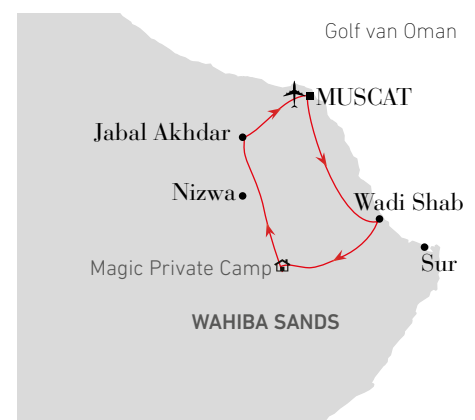 Golf van Oman
MUSCAT
Jabal Akhdar
Nizwa
Wadi Shab
Sur
Magic Private Camp
WAHIBA SANDS